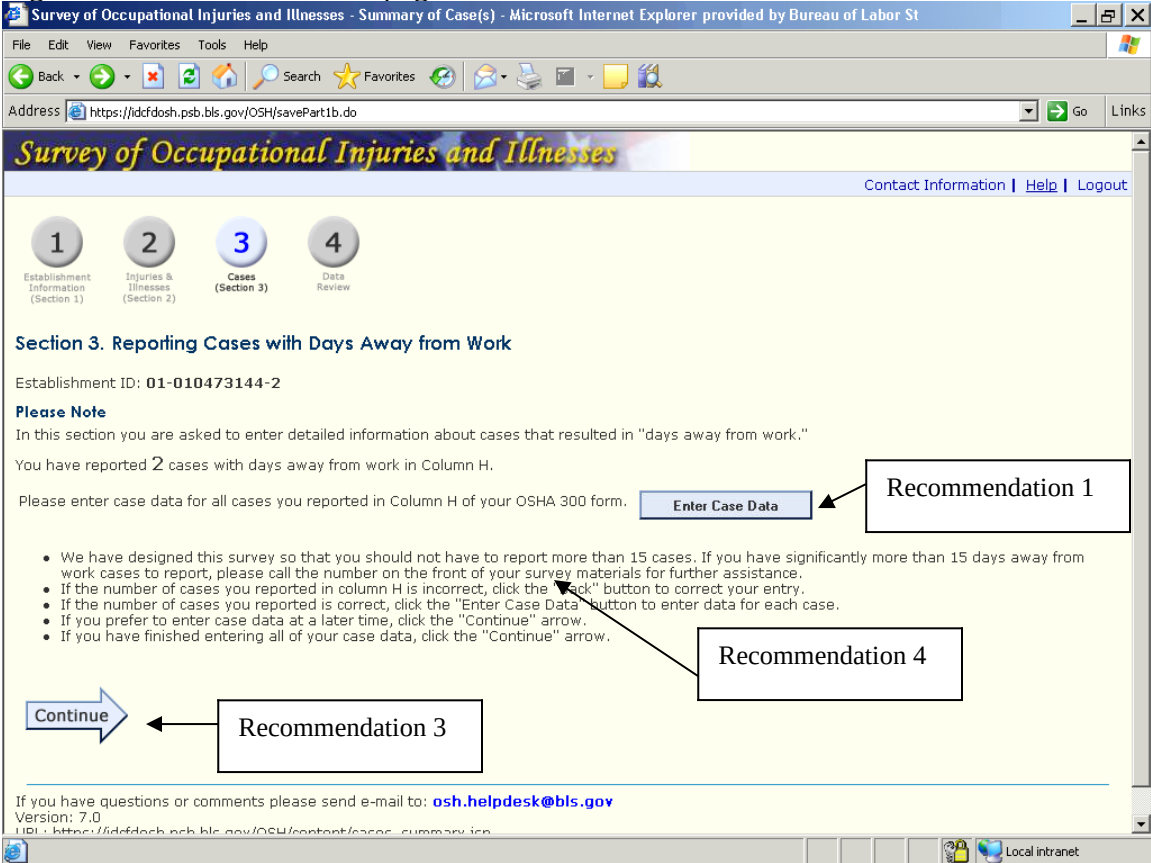 Survey of Occupational Injuries and Illnesses - Summary of Case(s) - Microsoft Internet Explorer provided by Bureau of Labor St
File Edit View Favorites Tools Help
Back Search Favorites
Address https://idcfdosh.psb.bls.gov/OSH/savePart1b.do Go Links
Survey of Occupational Injuries and Illnesses
Contact Information | Help | Logout
1 2 3 4
Establishment Information (Section 1)
Injuries & Illnesses (Section 2)
Cases (Section 3)
Data Review
Section 3. Reporting Cases with Days Away from Work
Establishment ID: 01-010473144-2
Please Note
In this section you are asked to enter detailed information about cases that resulted in "days away from work."
You have reported 2 cases with days away from work in Column H.
Please enter case data for all cases you reported in Column H of your OSHA 300 form. Enter Case Data
Recommendation 1
• We have designed this survey so that you should not have to report more than 15 cases. If you have significantly more than 15 days away from
work cases to report, please call the number on the front of your survey materials for further assistance.
• If the number of cases you reported in column H is incorrect, click the "Back" button to correct your entry.
• If the number of cases you reported is correct, click the "Enter Case Data" button to enter data for each case.
• If you prefer to enter case data at a later time, click the "Continue" arrow.
• If you have finished entering all of your case data, click the "Continue" arrow.
Recommendation 4
Continue
Recommendation 3
If you have questions or comments please send e-mail to: osh.helpdesk@bls.gov
Version: 7.0
URL: https://idcfdosh.psb.bls.gov/OSH/content/cases_summary.jsp
Local intranet